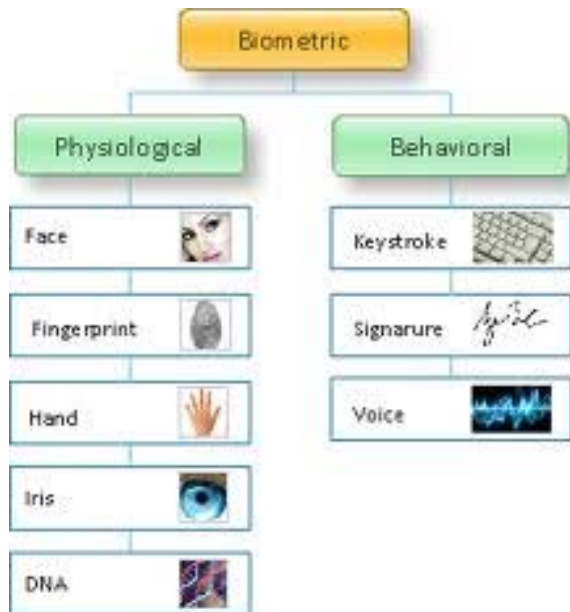 Biometric
Physiological
Behavioral
Face
Fingerprint
Hand
Iris
DNA
Keystroke
Signarure
Voice